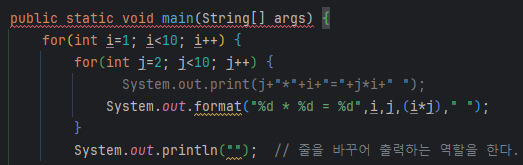 public static void main(String[] args) {
for(int i=1; i<10; i++) {
for(int j=2; j<10; j++) {
System.out.print(j+"*"+i+"="+j*i+" ");
System.out.format("%d * %d = %d",i,j,(i*j)," ");
}
System.out.println("");  // 줄을 바꾸어 출력하는 역할을 한다.